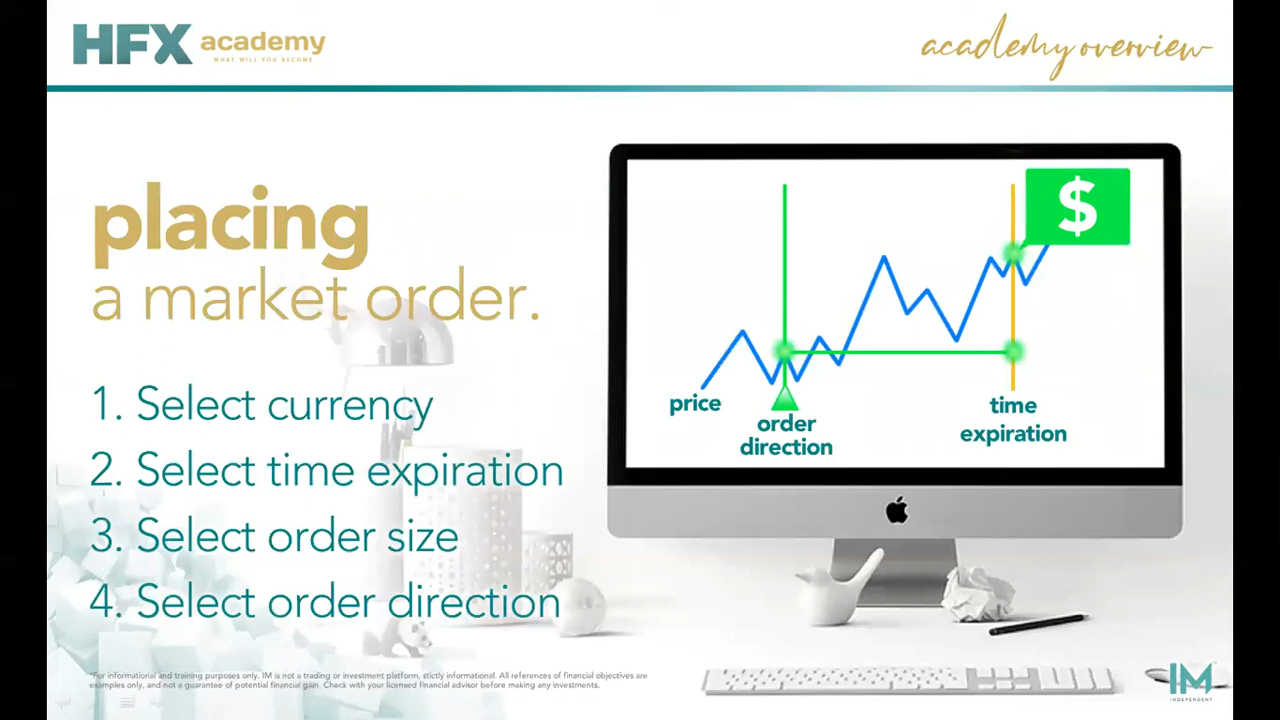 HFX academy
WHAT WILL YOU BECOME
academy overview
placing
a market order.
1. Select currency
2. Select time expiration
3. Select order size
4. Select order direction
$
price
order
direction
time
expiration
*For informational and training purposes only. IM is not a trading or investment platform, stictly informational. All references of financial objectives are
examples only, and not a guarantee of potential financial gain. Check with your licensed financial advisor before making any investments.
IM
INDEPENDENT